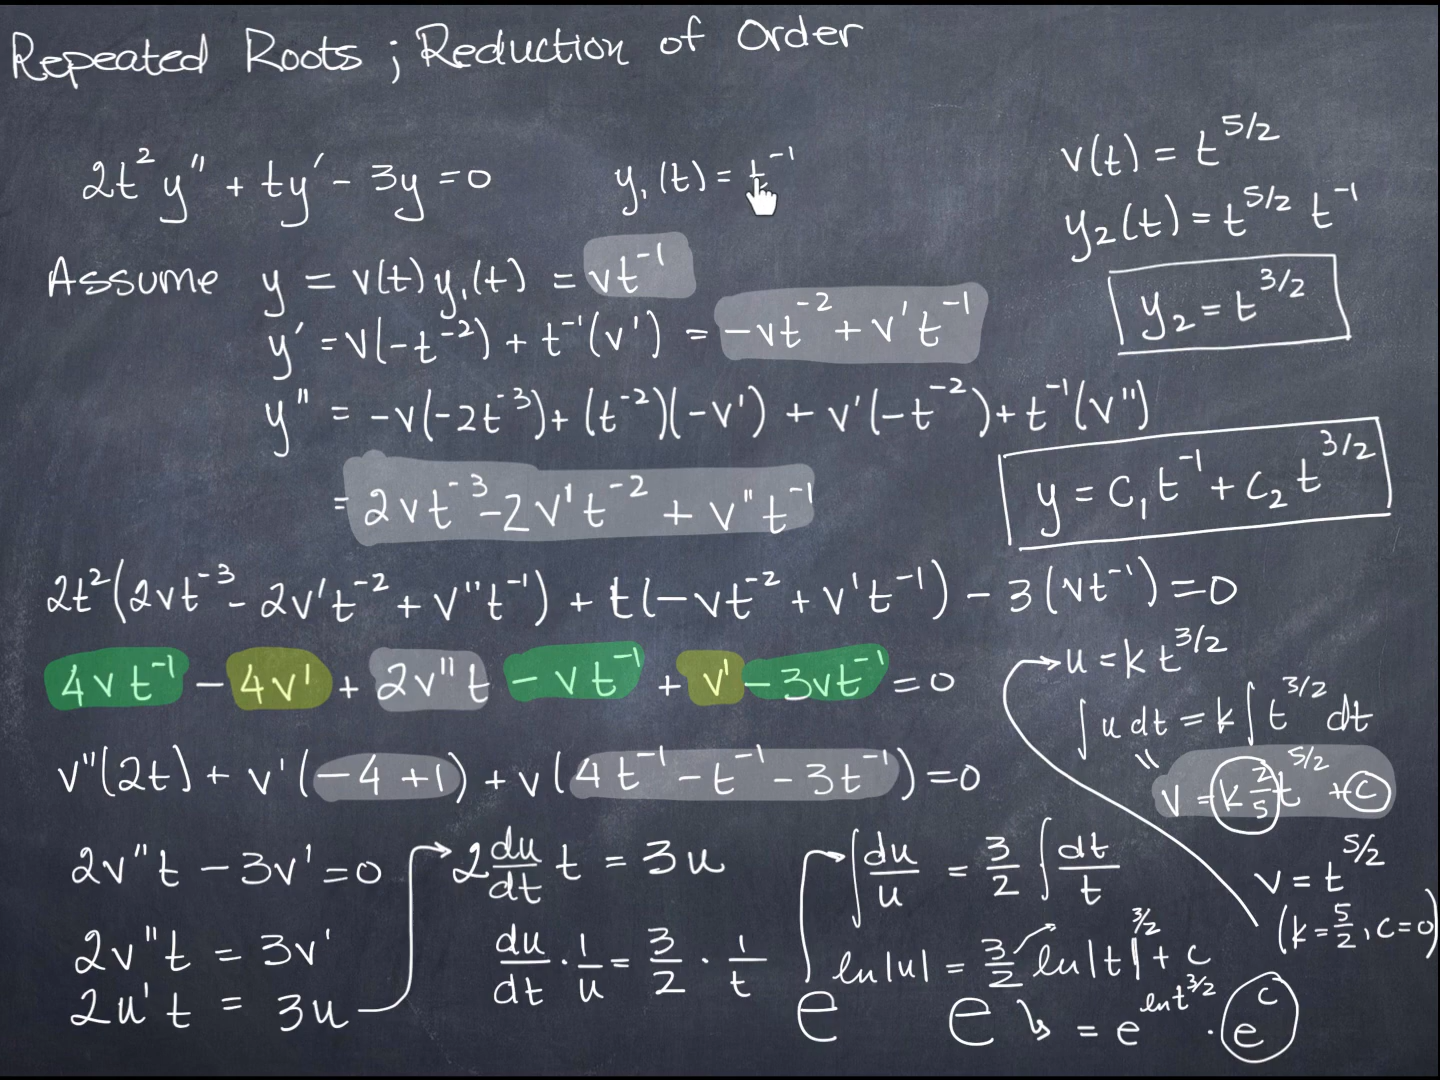 Repeated Roots ; Reduction of Order
2t² y'' + ty' - 3y = 0
y₁(t) = t⁻¹
Assume y = v(t) y₁(t) = vt⁻¹
y' = v(-t⁻²) + t⁻¹(v') = -vt⁻² + v't⁻¹
y'' = -v(-2t⁻³) + (t⁻²)(-v') + v'(-t⁻²) + t⁻¹(v'')
= 2vt⁻³ - 2v't⁻² + v''t⁻¹
2t²(2vt⁻³ - 2v't⁻² + v''t⁻¹) + t(-vt⁻² + v't⁻¹) - 3(vt⁻¹) = 0
4vt⁻¹ - 4v' + 2v''t - vt⁻¹ + v' - 3vt⁻¹ = 0
v''(2t) + v'(-4+1) + v(4t⁻¹ - t⁻¹ - 3t⁻¹) = 0
2v''t - 3v' = 0
2v''t = 3v'
2u't = 3u
2 du/dt t = 3u
du/dt · 1/u = 3/2 · 1/t
∫ du/u = 3/2 ∫ dt/t
ln|u| = 3/2 ln|t|^3/2 + c
e e = e^ln t^3/2 · e^c
u = k t^3/2
∫ u dt = k ∫ t^3/2 dt
"
v = k 2/5 t^5/2 + c
v = t^5/2
(k = 5/2, c = 0)
v(t) = t^5/2
y₂(t) = t^5/2 t⁻¹
y₂ = t^3/2
y = c₁t⁻¹ + c₂t^3/2